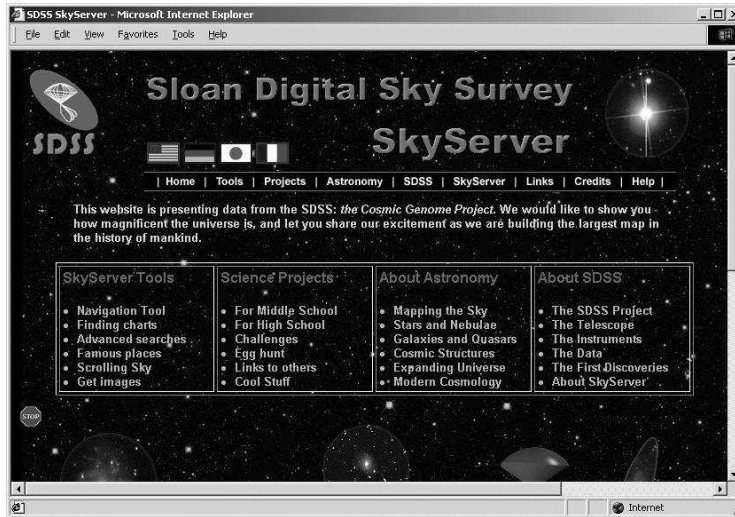 SDSS SkyServer - Microsoft Internet Explorer
File Edit View Favorites Tools Help
Sloan Digital Sky Survey
SkyServer
SDSS
| Home | Tools | Projects | Astronomy | SDSS | SkyServer | Links | Credits | Help |
This website is presenting data from the SDSS: the Cosmic Genome Project. We would like to show you
how magnificent the universe is, and let you share our excitement as we are building the largest map in
the history of mankind.
SkyServer Tools
• Navigation Tool
• Finding charts
• Advanced searches
• Famous places
• Scrolling Sky
• Get images
Science Projects
• For Middle School
• For High School
• Challenges
• Egg hunt
• Links to others
• Cool Stuff
About Astronomy
• Mapping the Sky
• Stars and Nebulae
• Galaxies and Quasars
• Cosmic Structures
• Expanding Universe
• Modern Cosmology
About SDSS
• The SDSS Project
• The Telescope
• The Instruments
• The Data
• The First Discoveries
• About SkyServer
STOP
Internet